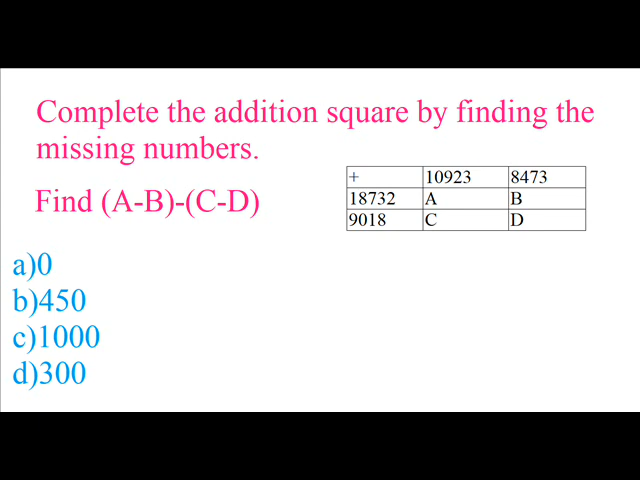 Complete the addition square by finding the
missing numbers.
+ 10923 8473
18732 A B
9018 C D
Find (A-B)-(C-D)
a)0
b)450
c)1000
d)300